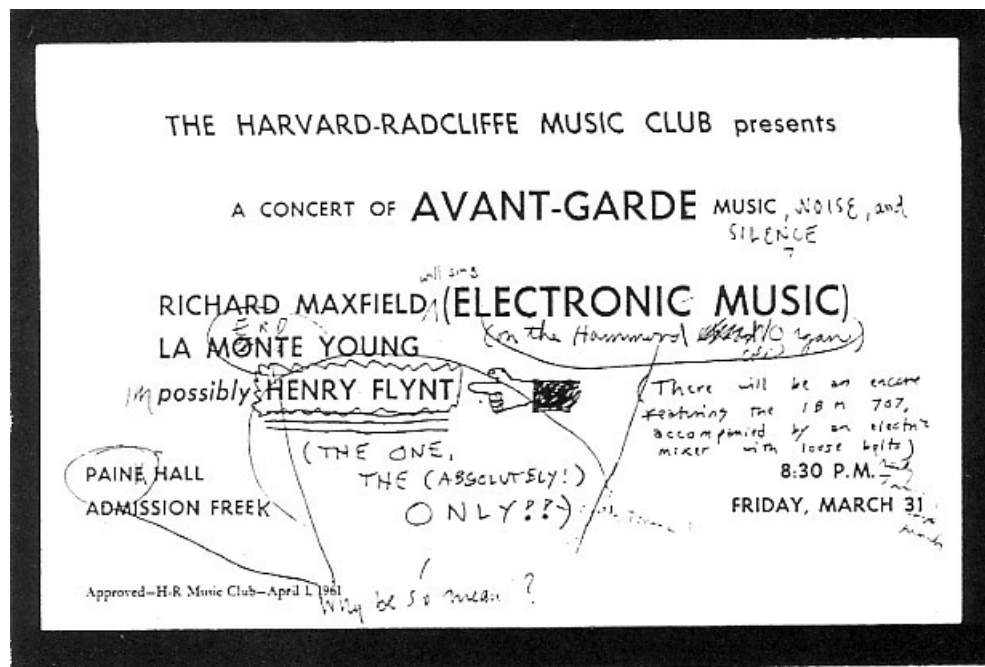 THE HARVARD-RADCLIFFE MUSIC CLUB presents
A CONCERT OF AVANT-GARDE MUSIC, NOISE, and
SILENCE
will sing
RICHARD MAXFIELD (ELECTRONIC MUSIC)
(on the Hammond Organ)
LA MONTE YOUNG
Impossibly HENRY FLYNT
There will be an encore
featuring the IBM 707,
accompanied by an electric
mixer with loose bolts)
(THE ONE,
THE (ABSOLUTELY!)
ONLY??)
PAINE HALL
8:30 P.M.
ADMISSION FREEK
FRIDAY, MARCH 31
Approved—H-R Music Club—April 1, 1961
Why be so mean?